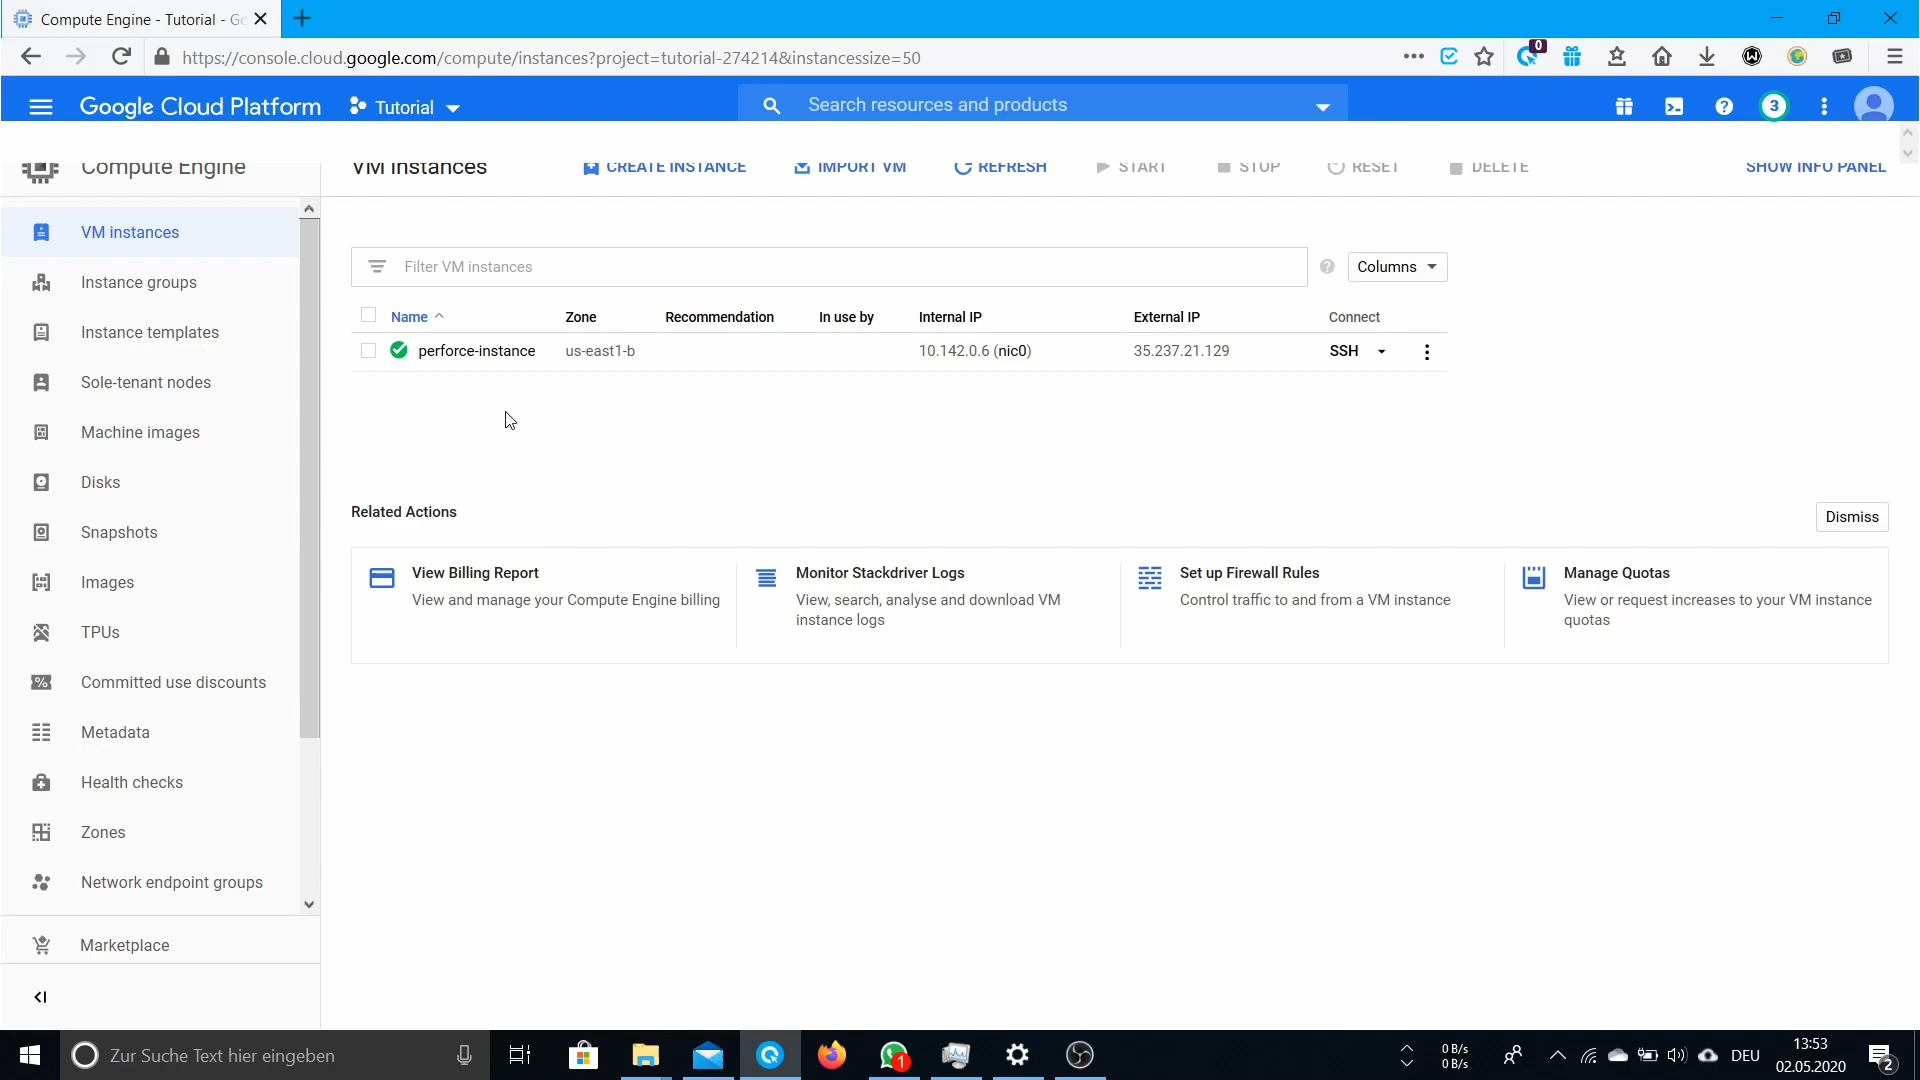 Compute Engine - Tutorial - Go
https://console.cloud.google.com/compute/instances?project=tutorial-274214&instancessize=50
0
Google Cloud Platform
Tutorial
Search resources and products
3
Compute Engine
VM instances
CREATE INSTANCE
IMPORT VM
REFRESH
START
STOP
RESET
DELETE
SHOW INFO PANEL
VM instances
Instance groups
Instance templates
Sole-tenant nodes
Machine images
Disks
Snapshots
Images
TPUs
Committed use discounts
Metadata
Health checks
Zones
Network endpoint groups
Marketplace
Filter VM instances
Columns
Name Zone Recommendation In use by Internal IP External IP Connect
perforce-instance us-east1-b 10.142.0.6 (nic0) 35.237.21.129 SSH
Related Actions
Dismiss
View Billing Report
View and manage your Compute Engine billing
Monitor Stackdriver Logs
View, search, analyse and download VM
instance logs
Set up Firewall Rules
Control traffic to and from a VM instance
Manage Quotas
View or request increases to your VM instance
quotas
Zur Suche Text hier eingeben
1
0 B/s
0 B/s
DEU
13:53
02.05.2020
2